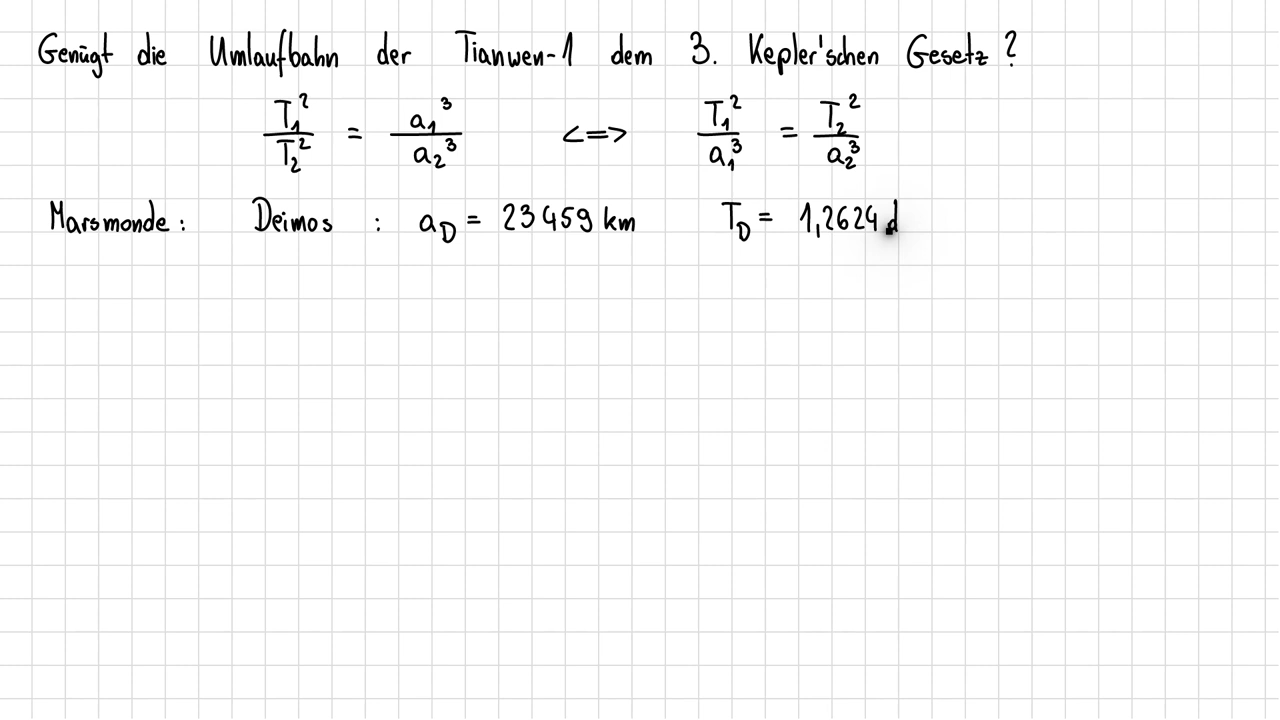 Genügt die Umlaufbahn der Tianwen-1 dem 3. Kepler'schen Gesetz ?
T₁²/T₂² = a₁³/a₂³ <=> T₁²/a₁³ = T₂²/a₂³
Marsmonde : Deimos : a_D = 23459 km T_D = 1,2624 d